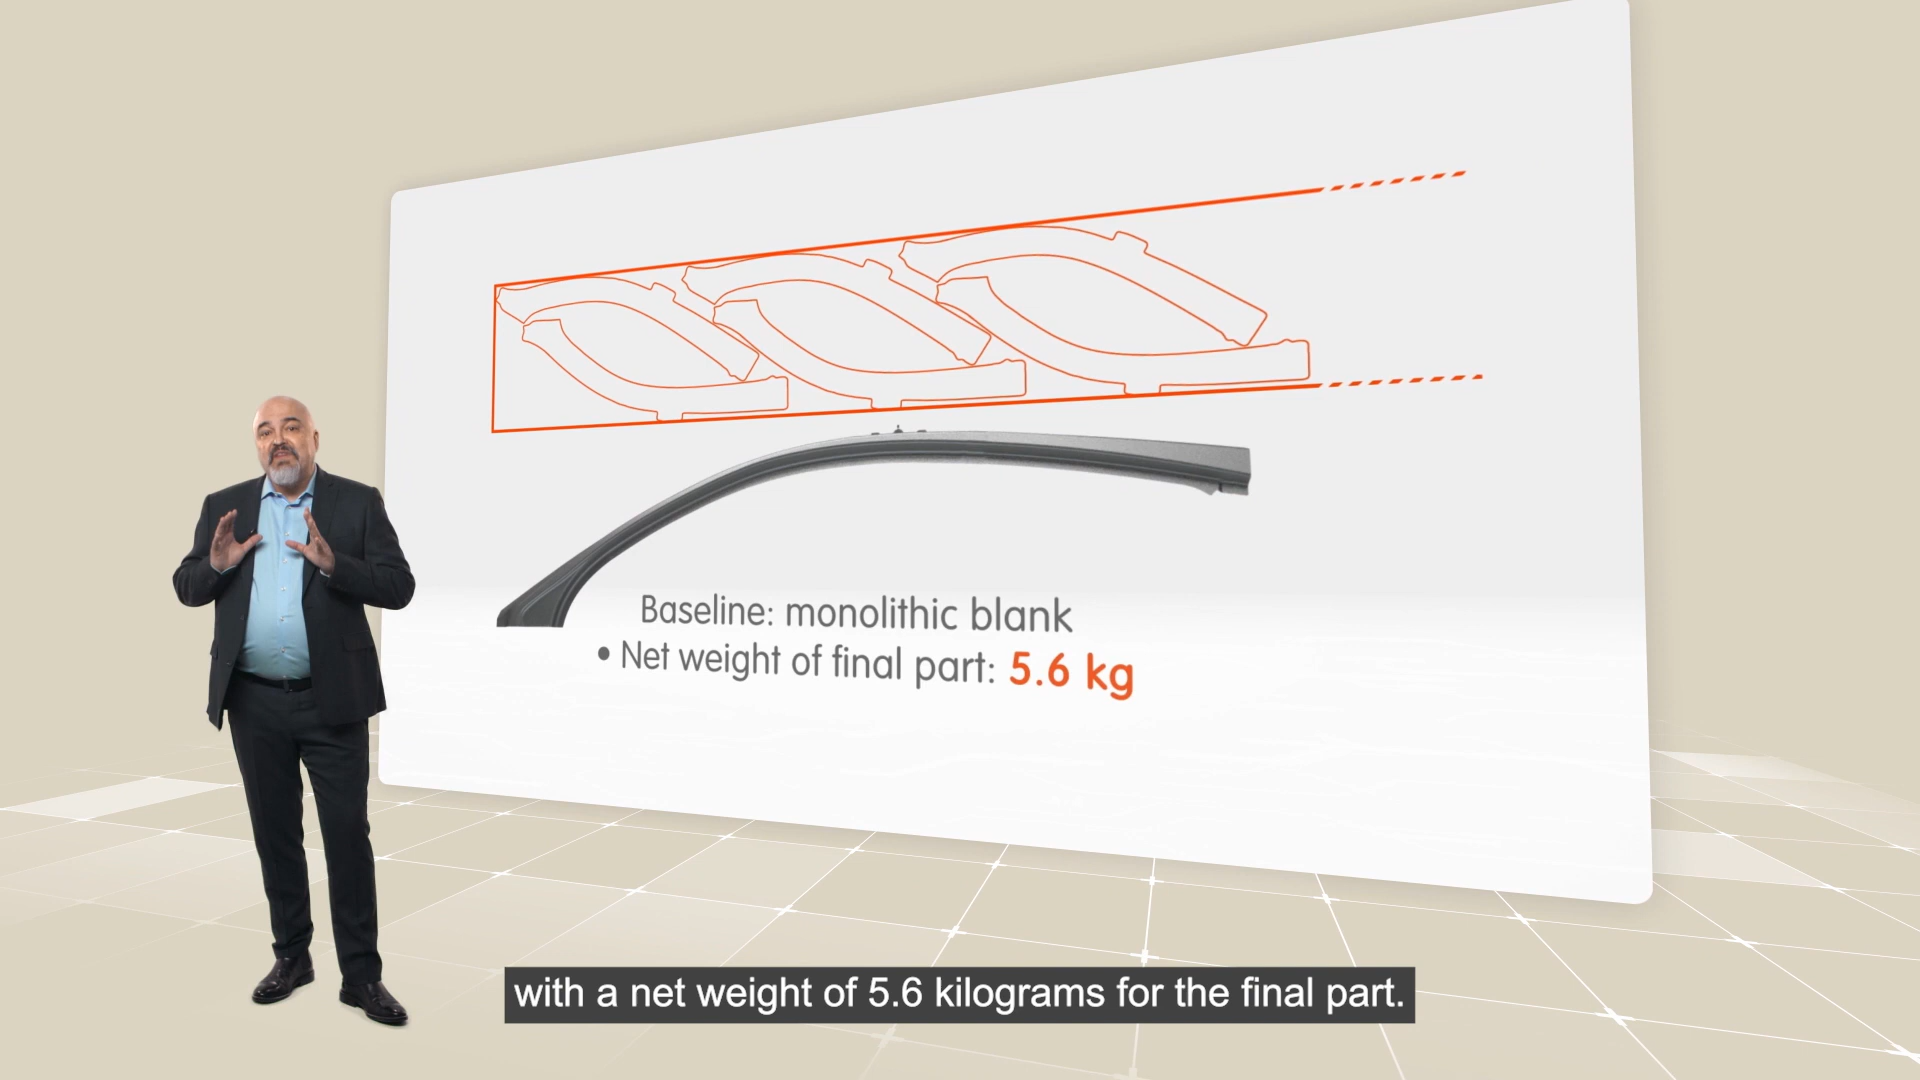 Baseline: monolithic blank
• Net weight of final part: 5.6 kg
with a net weight of 5.6 kilograms for the final part.